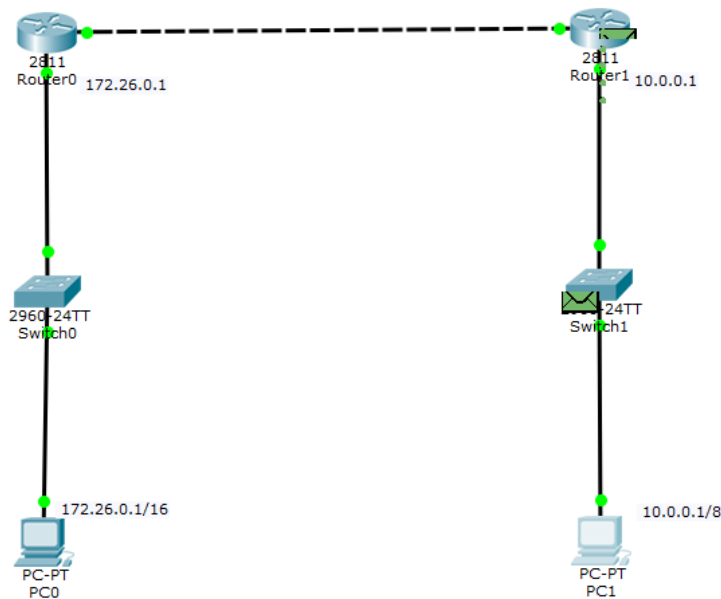 2811
Router0
172.26.0.1
2811
Router1
10.0.0.1
2960-24TT
Switch0
-24TT
Switch1
172.26.0.1/16
10.0.0.1/8
PC-PT
PC0
PC-PT
PC1